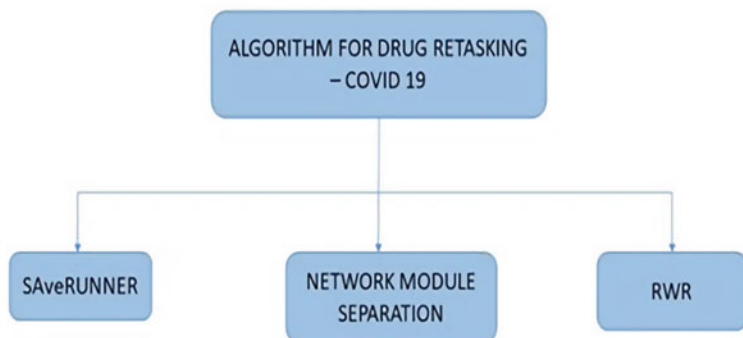 ALGORITHM FOR DRUG RETASKING
– COVID 19
SAveRUNNER
NETWORK MODULE
SEPARATION
RWR